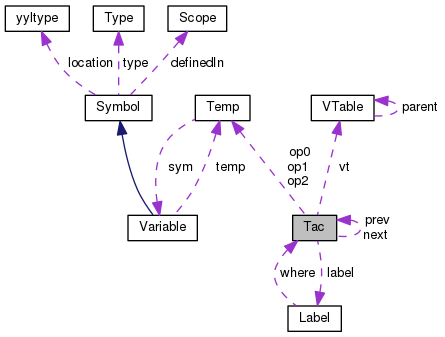 yyltype Type Scope
location type definedIn
Symbol Temp VTable
parent
op0
op1
op2
sym temp vt
Variable Tac
prev
next
where label
Label